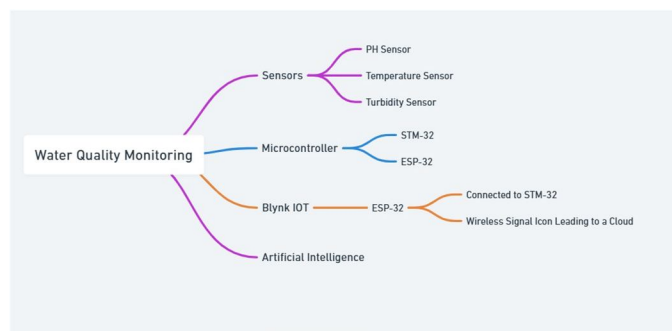 Water Quality Monitoring
Sensors
PH Sensor
Temperature Sensor
Turbidity Sensor
Microcontroller
STM-32
ESP-32
Blynk IOT
ESP-32
Connected to STM-32
Wireless Signal Icon Leading to a Cloud
Artificial Intelligence